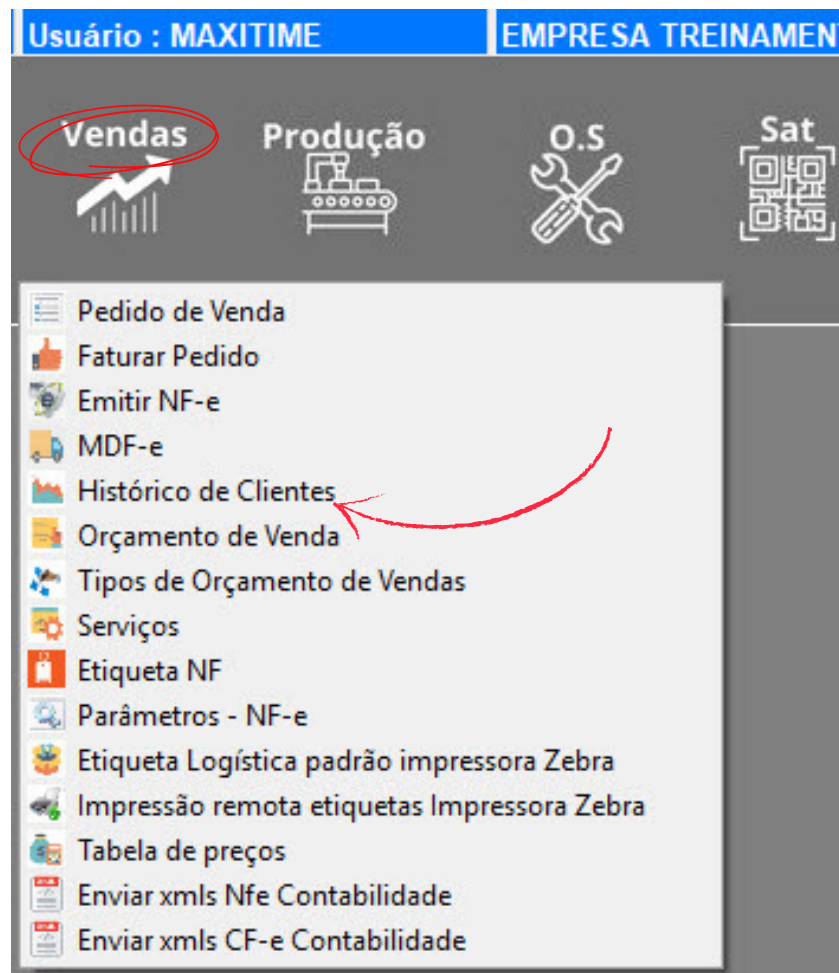 Usuário : MAXITIME EMPRESA TREINAMEN
Vendas Produção O.S Sat
Pedido de Venda
Faturar Pedido
Emitir NF-e
MDF-e
Histórico de Clientes
Orçamento de Venda
Tipos de Orçamento de Vendas
Serviços
Etiqueta NF
Parâmetros - NF-e
Etiqueta Logística padrão impressora Zebra
Impressão remota etiquetas Impressora Zebra
Tabela de preços
Enviar xmls Nfe Contabilidade
Enviar xmls CF-e Contabilidade